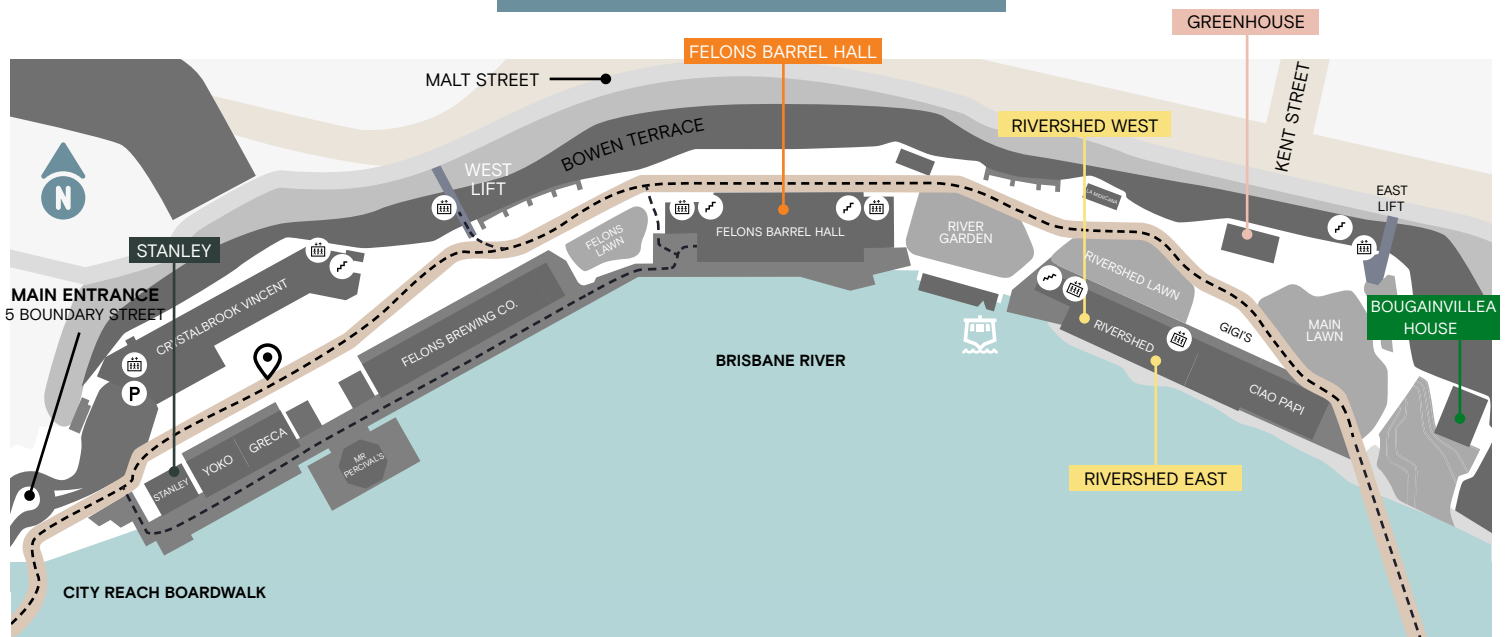 GREENHOUSE
FELONS BARREL HALL
MALT STREET
KENT STREET
RIVERSHED WEST
BOWEN TERRACE
WEST
LIFT
N
EAST
LIFT
LA MEXICANA
STANLEY
FELONS
LAWN
FELONS BARREL HALL
RIVER
GARDEN
RIVERSHED LAWN
MAIN ENTRANCE
5 BOUNDARY STREET
CRYSTALBROOK VINCENT
FELONS BREWING CO.
RIVERSHED
GIGI'S
MAIN
LAWN
BOUGAINVILLEA
HOUSE
BRISBANE RIVER
P
CIAO PAPI
GRECA
YOKO
STANLEY
MR
PERCIVAL'S
RIVERSHED EAST
CITY REACH BOARDWALK